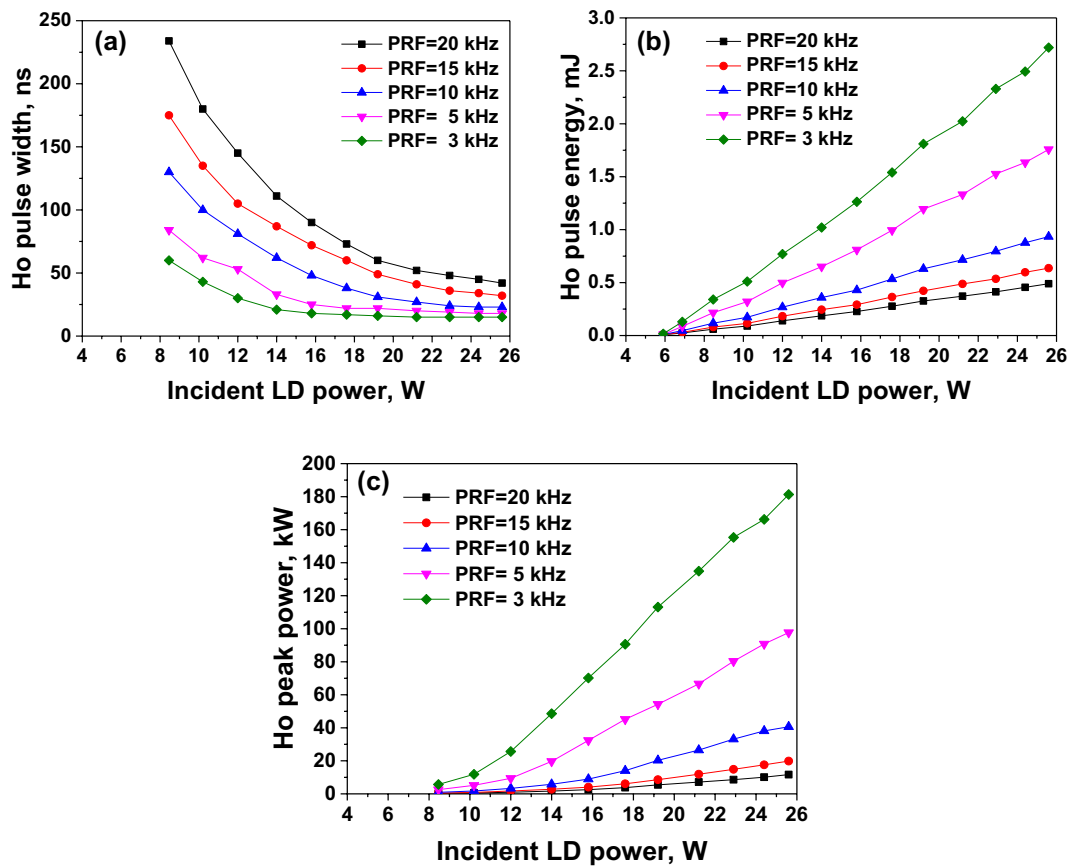 (a)
PRF=20 kHz
PRF=15 kHz
PRF=10 kHz
PRF= 5 kHz
PRF= 3 kHz
250
200
150
100
50
0
Ho pulse width, ns
4 6 8 10 12 14 16 18 20 22 24 26
Incident LD power, W
(b)
PRF=20 kHz
PRF=15 kHz
PRF=10 kHz
PRF= 5 kHz
PRF= 3 kHz
3.0
2.5
2.0
1.5
1.0
0.5
0.0
Ho pulse energy, mJ
4 6 8 10 12 14 16 18 20 22 24 26
Incident LD power, W
(c)
PRF=20 kHz
PRF=15 kHz
PRF=10 kHz
PRF= 5 kHz
PRF= 3 kHz
200
180
160
140
120
100
80
60
40
20
0
Ho peak power, kW
4 6 8 10 12 14 16 18 20 22 24 26
Incident LD power, W